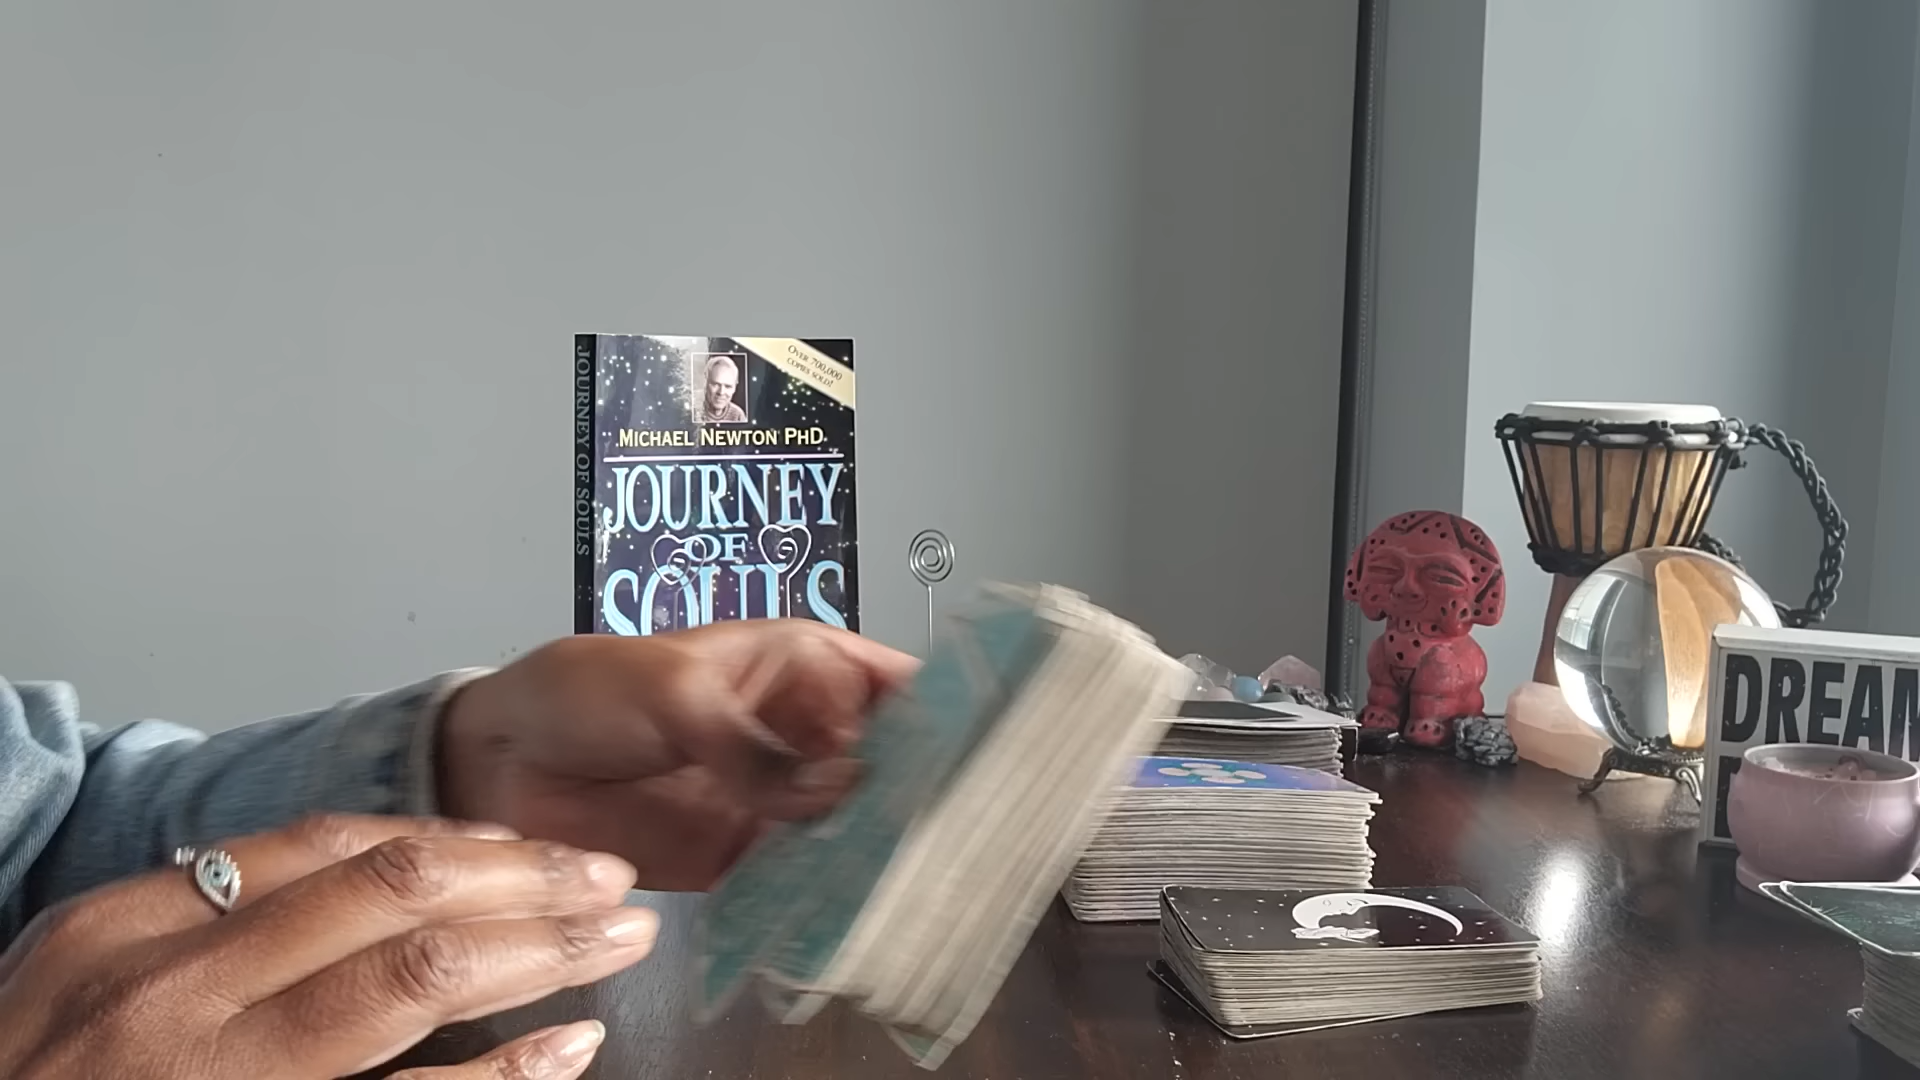 JOURNEY OF SOULS
OVER 700,000
COPIES SOLD!
MICHAEL NEWTON PHD
JOURNEY
OF
SOULS
DREAM